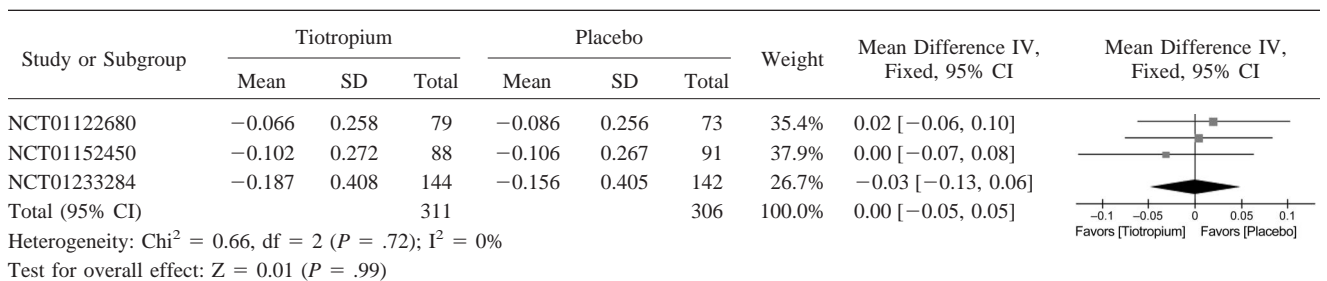 Study or Subgroup Tiotropium Placebo Weight Mean Difference IV, Fixed, 95% CI Mean Difference IV, Fixed, 95% CI
Mean SD Total Mean SD Total
NCT01122680 −0.066 0.258 79 −0.086 0.256 73 35.4% 0.02 [−0.06, 0.10]
NCT01152450 −0.102 0.272 88 −0.106 0.267 91 37.9% 0.00 [−0.07, 0.08]
NCT01233284 −0.187 0.408 144 −0.156 0.405 142 26.7% −0.03 [−0.13, 0.06]
Total (95% CI) 311 306 100.0% 0.00 [−0.05, 0.05]
−0.1 −0.05 0 0.05 0.1
Favors [Tiotropium] Favors [Placebo]
Heterogeneity: Chi² = 0.66, df = 2 (P = .72); I² = 0%
Test for overall effect: Z = 0.01 (P = .99)